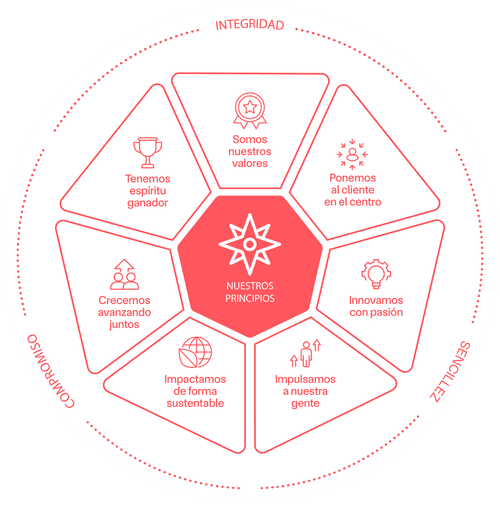 INTEGRIDAD
Somos
nuestros
valores
Ponemos
al cliente
en el centro
Innovamos
con pasión
Impulsamos
a nuestra
gente
Impactamos
de forma
sustentable
Crecemos
avanzando
juntos
Tenemos
espíritu
ganador
NUESTROS
PRINCIPIOS
SENCILLEZ
COMPROMISO